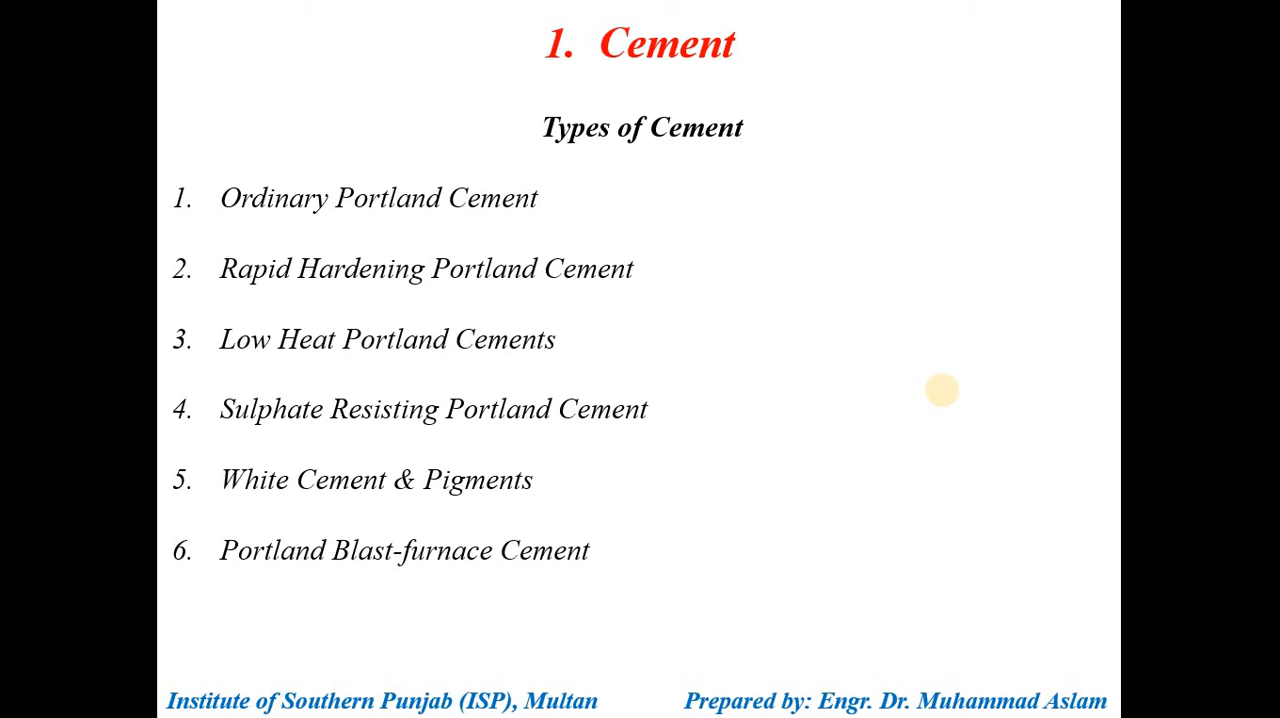 1. Cement
Types of Cement
1. Ordinary Portland Cement
2. Rapid Hardening Portland Cement
3. Low Heat Portland Cements
4. Sulphate Resisting Portland Cement
5. White Cement & Pigments
6. Portland Blast-furnace Cement
Institute of Southern Punjab (ISP), Multan Prepared by: Engr. Dr. Muhammad Aslam